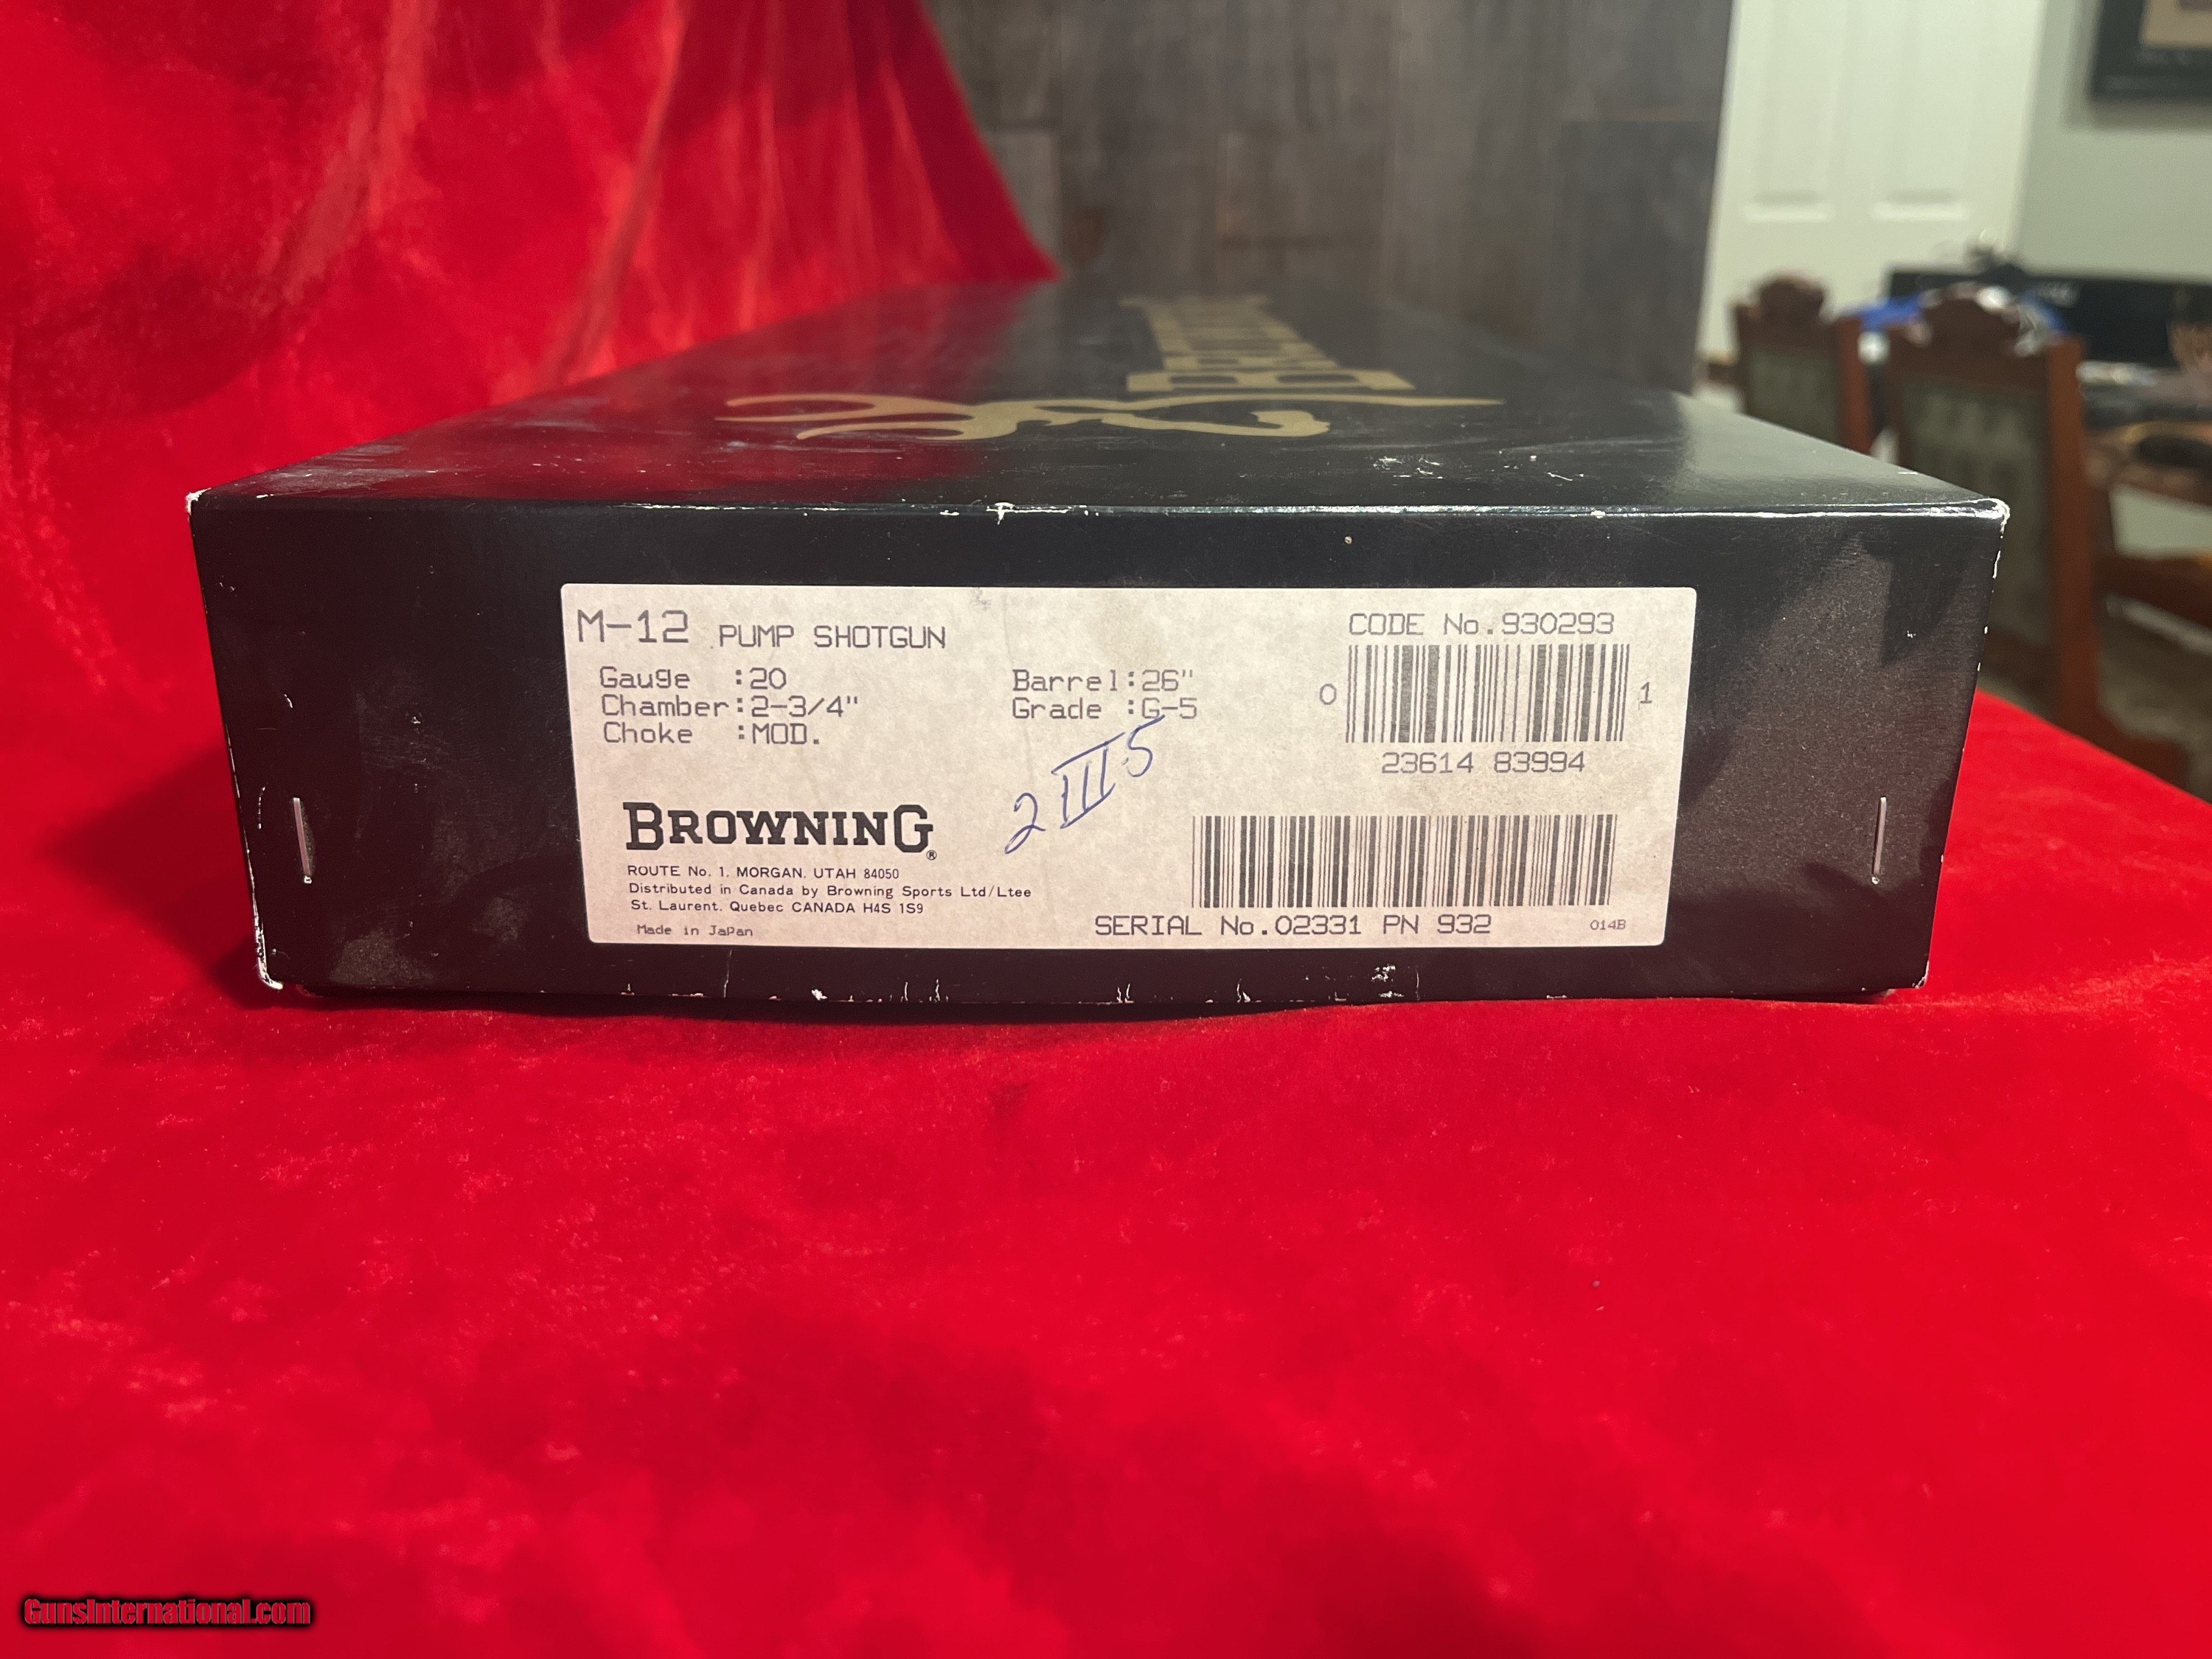 M-12 PUMP SHOTGUN
Gauge :20
Chamber:2-3/4"
Choke :MOD.
Barrel:26"
Grade :G-5
CODE No.930293
0 1
23614 83994
2 III 5
BROWNING®
ROUTE No. 1, MORGAN, UTAH 84050
Distributed in Canada by Browning Sports Ltd/Ltee
St. Laurent, Quebec CANADA H4S 1S9
Made in Japan
SERIAL No.02331 PN 932
014B
GunsInternational.com